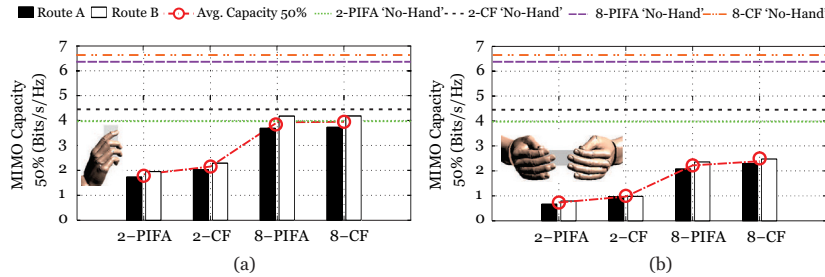 Route A Route B Avg. Capacity 50% 2-PIFA ‘No-Hand’ 2-CF ‘No-Hand’ 8-PIFA ‘No-Hand’ 8-CF ‘No-Hand’
MIMO Capacity
50% (Bits/s/Hz)
7
6
5
4
3
2
1
0
2–PIFA 2–CF 8–PIFA 8–CF
(a)
MIMO Capacity
50% (Bits/s/Hz)
7
6
5
4
3
2
1
0
2–PIFA 2–CF 8–PIFA 8–CF
(b)